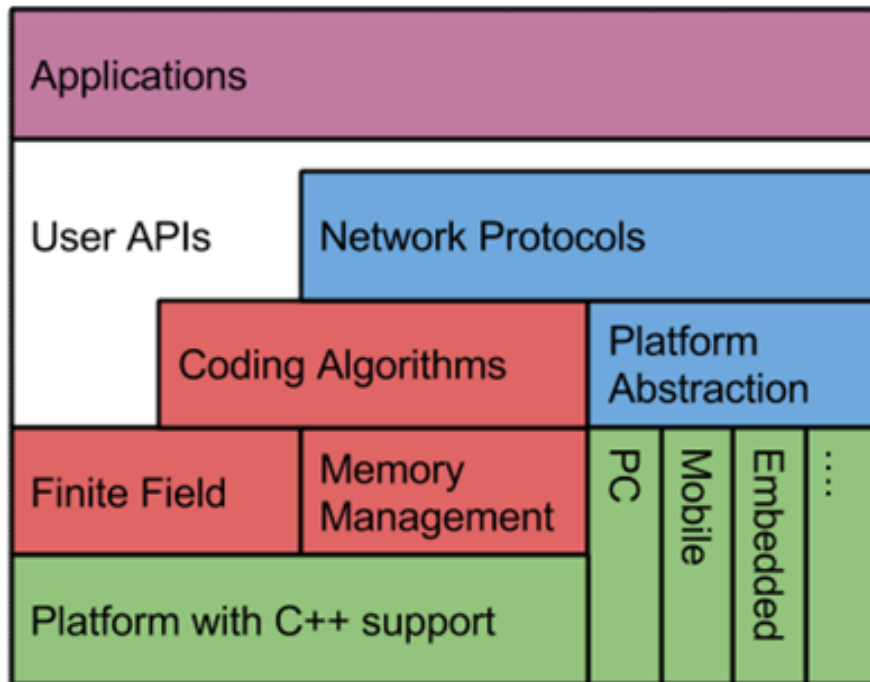 Applications
User APIs
Network Protocols
Coding Algorithms
Platform
Abstraction
Finite Field
Memory
Management
PC
Mobile
Embedded
....
Platform with C++ support